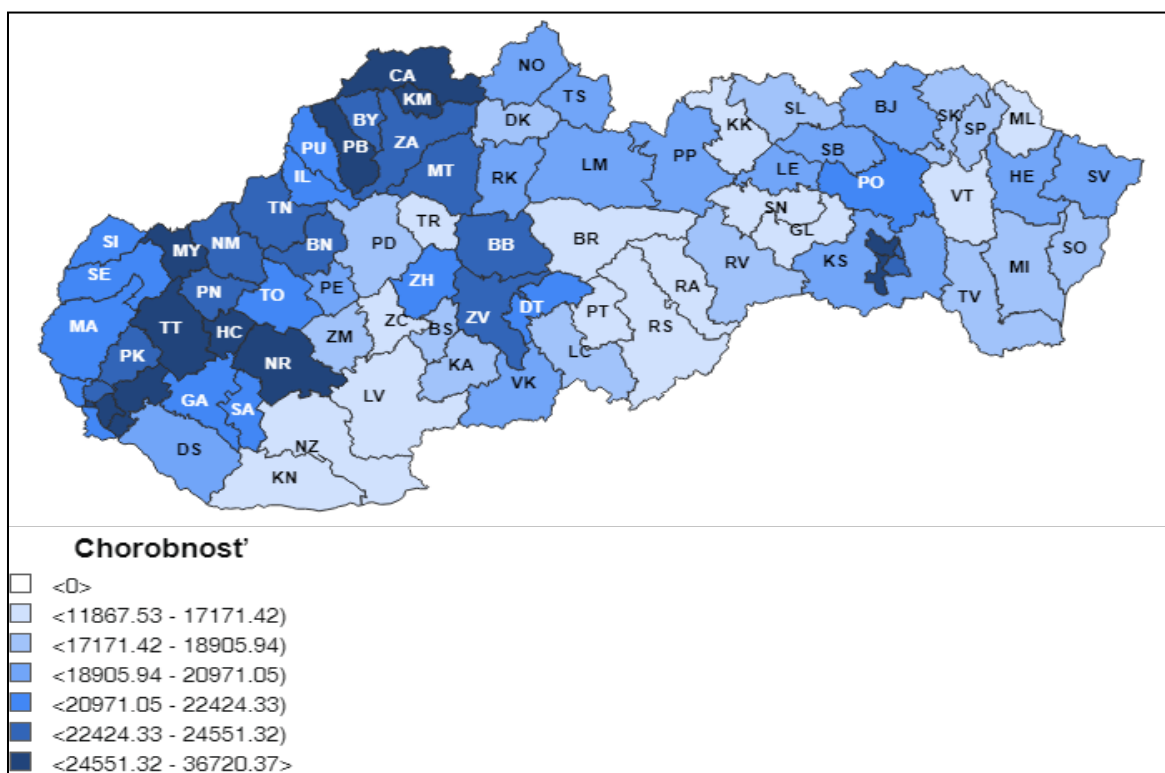 NO
CA
KM
TS
BY
DK
PB
ZA
PU
MT
IL
RK
LM
PP
KK
SL
BJ
SK
SP
ML
SB
LE
PO
HE
SV
VT
TN
TR
SN
GL
SI
MY
NM
BN
PD
BB
BR
SO
SE
KS
RV
MI
ZH
PN
TO
PE
RA
TV
DT
MA
TT
HC
ZC
BS
ZV
PT
RS
ZM
PK
NR
LC
KA
VK
GA
SA
LV
DS
NZ
KN
Chorobnosť
<0>
<11867.53 - 17171.42)
<17171.42 - 18905.94)
<18905.94 - 20971.05)
<20971.05 - 22424.33)
<22424.33 - 24551.32)
<24551.32 - 36720.37>